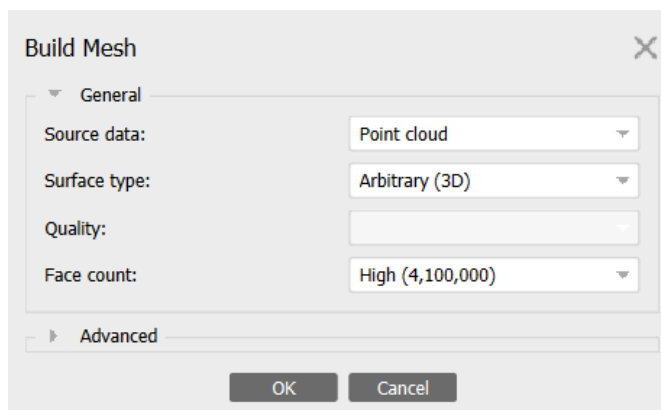 Build Mesh
General
Source data: Point cloud
Surface type: Arbitrary (3D)
Quality:
Face count: High (4,100,000)
Advanced
OK Cancel